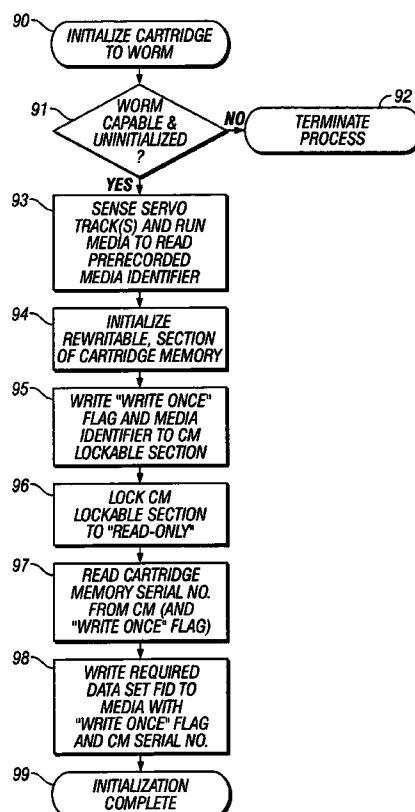 90
INITIALIZE CARTRIDGE
TO WORM
91
WORM
CAPABLE &
UNINITIALIZED
?
NO
92
TERMINATE
PROCESS
YES
93
SENSE SERVO
TRACK(S) AND RUN
MEDIA TO READ
PRERECORDED
MEDIA IDENTIFIER
94
INITIALIZE
REWRITABLE, SECTION
OF CARTRIDGE MEMORY
95
WRITE "WRITE ONCE"
FLAG AND MEDIA
IDENTIFIER TO CM
LOCKABLE SECTION
96
LOCK CM
LOCKABLE SECTION
TO "READ-ONLY"
97
READ CARTRIDGE
MEMORY SERIAL NO.
FROM CM (AND
"WRITE ONCE" FLAG)
98
WRITE REQUIRED
DATA SET FID TO
MEDIA WITH
"WRITE ONCE" FLAG
AND CM SERIAL NO.
99
INITIALIZATION
COMPLETE